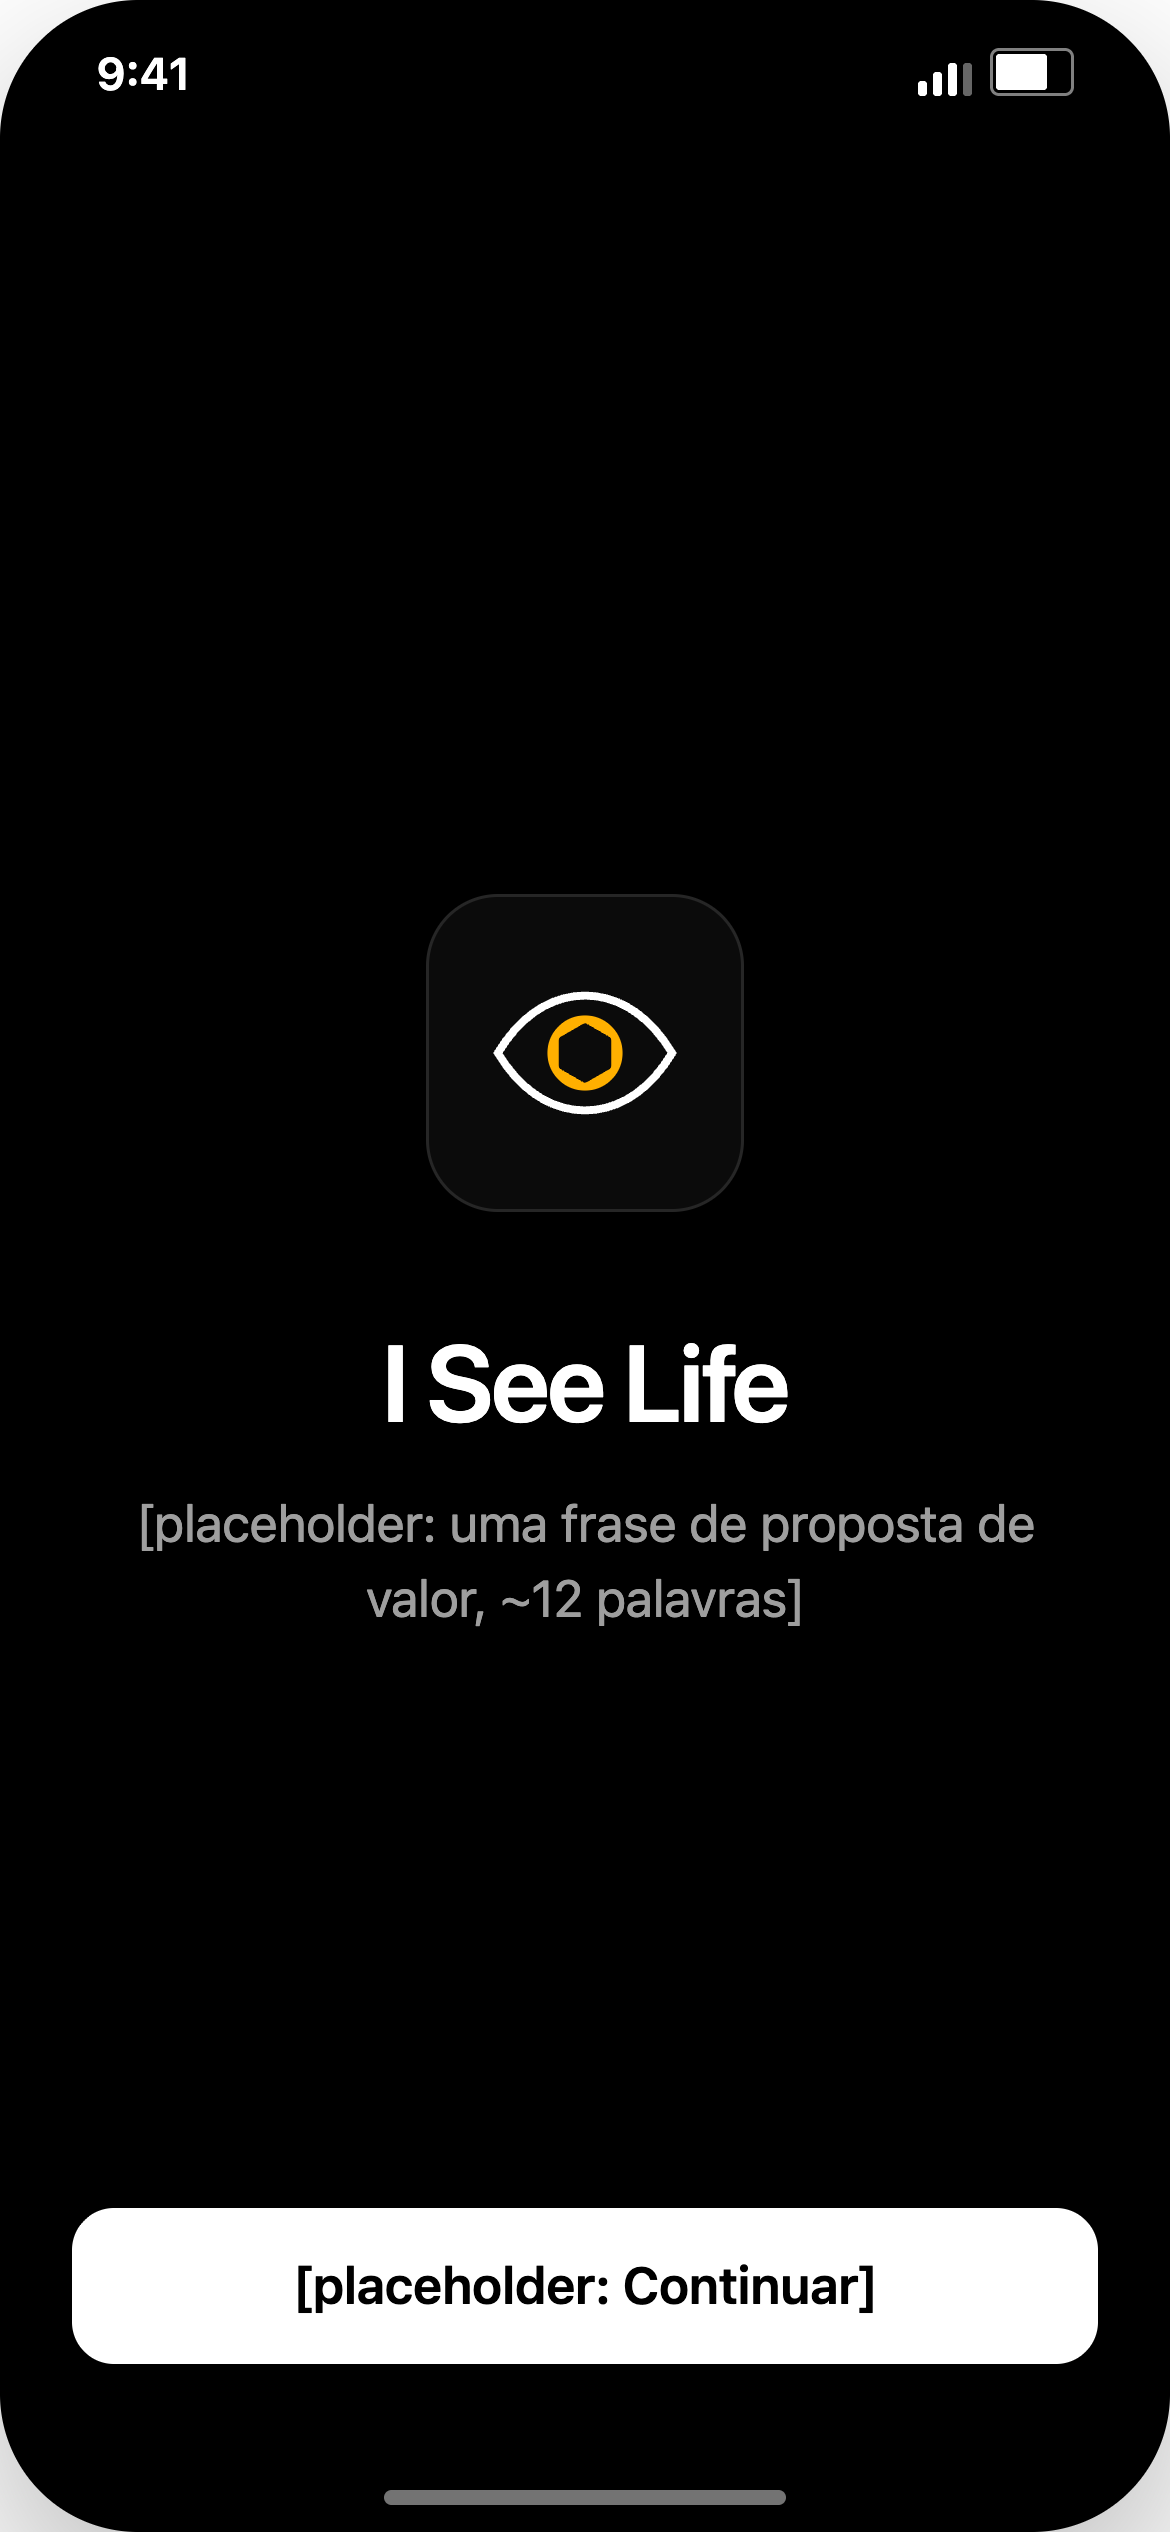 9:41
I See Life
[placeholder: uma frase de proposta de
valor, ~12 palavras]
[placeholder: Continuar]